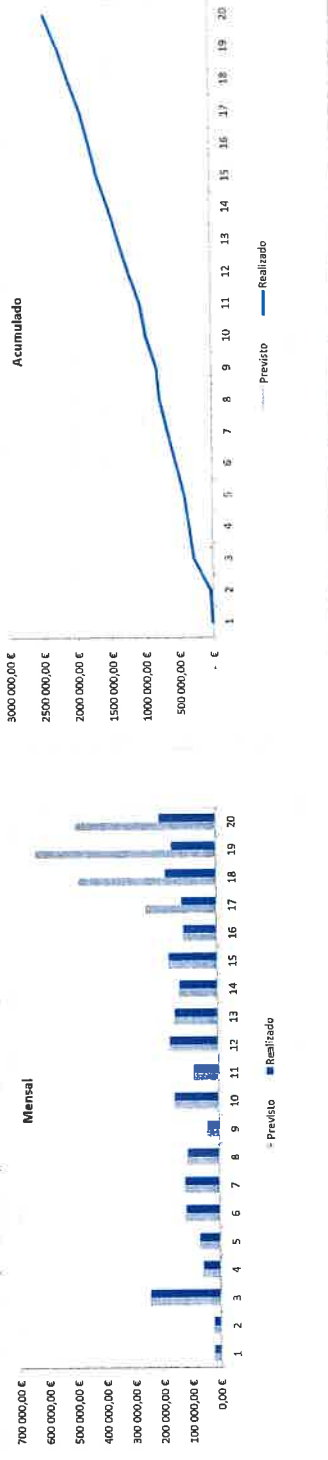 Mensal
700 000,00 €
600 000,00 €
500 000,00 €
400 000,00 €
300 000,00 €
200 000,00 €
100 000,00 €
0,00 €
1 2 3 4 5 6 7 8 9 10 11 12 13 14 15 16 17 18 19 20
Previsto Realizado
Acumulado
3000 000,00 €
2500 000,00 €
2000 000,00 €
1500 000,00 €
1000 000,00 €
500 000,00 €
- €
1 2 3 4 5 6 7 8 9 10 11 12 13 14 15 16 17 18 19 20
Previsto Realizado